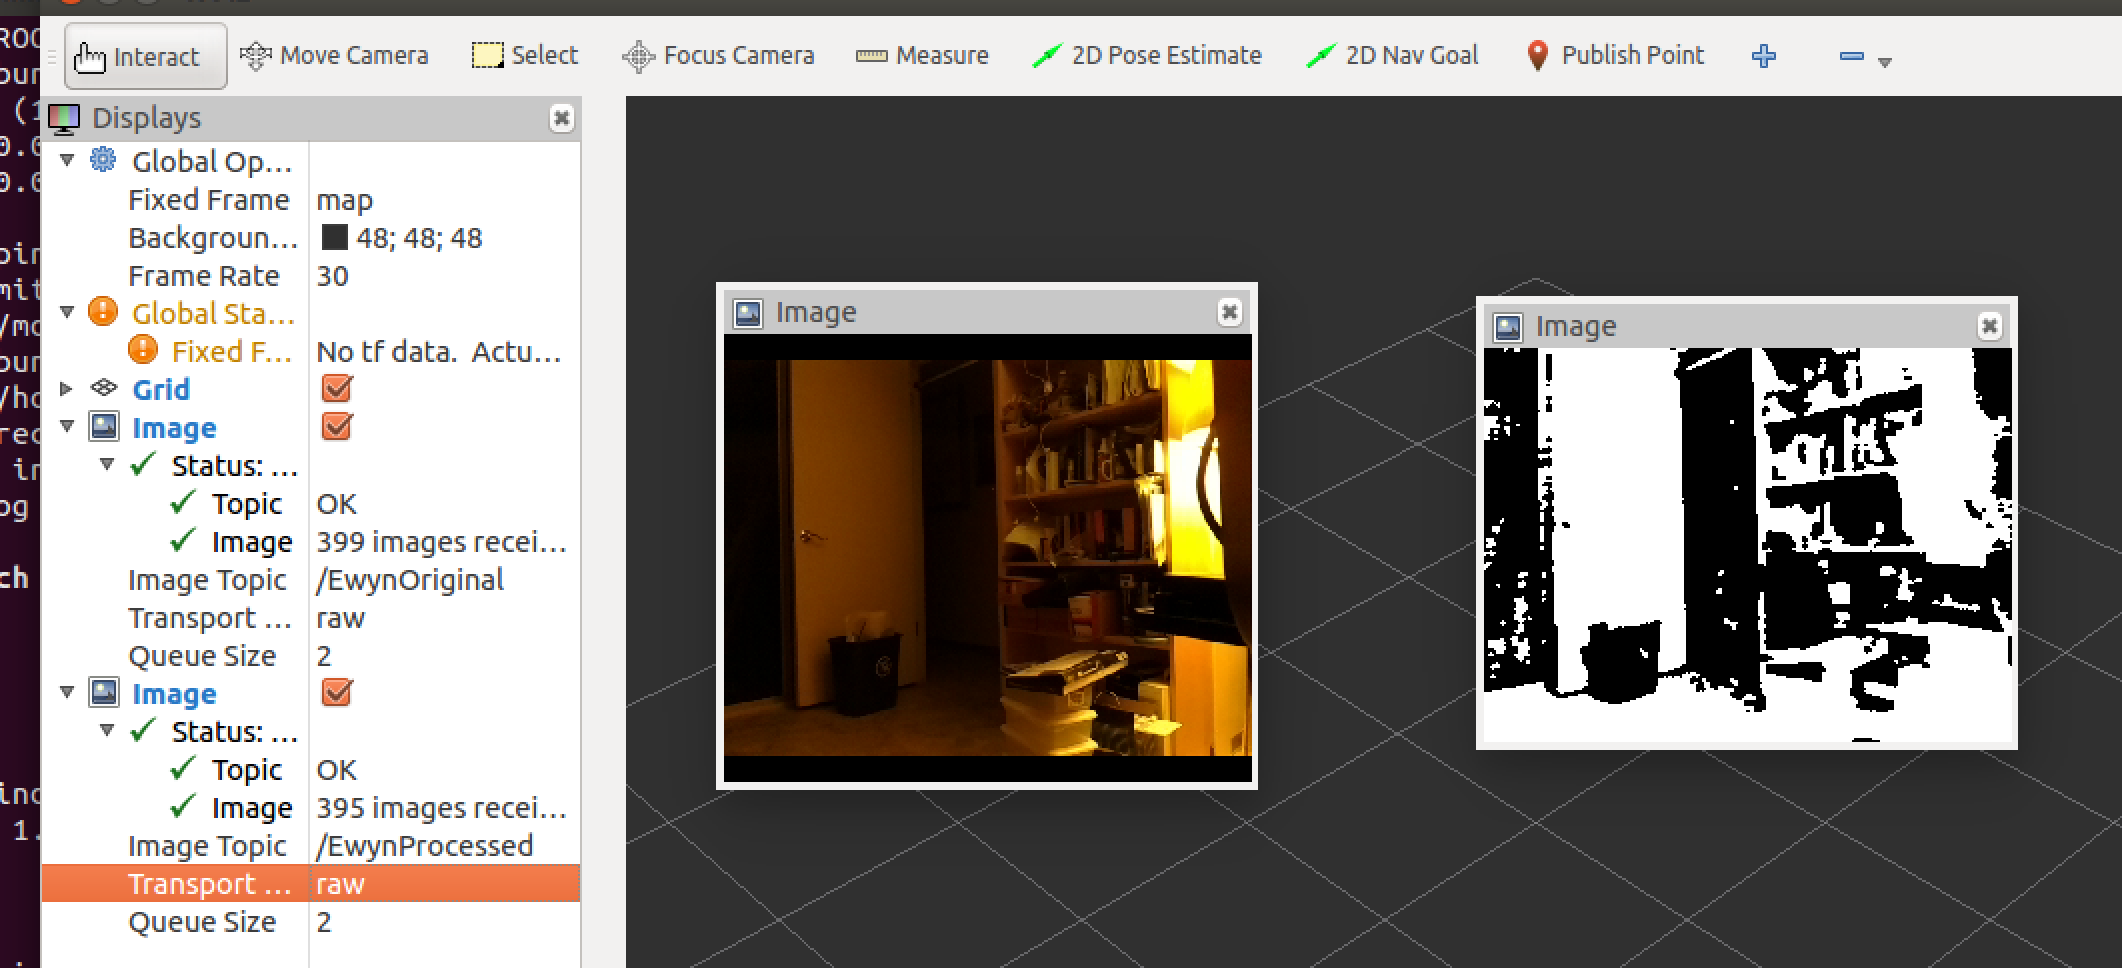 Interact Move Camera Select Focus Camera Measure 2D Pose Estimate 2D Nav Goal Publish Point
Displays
Global Op...
Fixed Frame map
Backgroun... 48; 48; 48
Frame Rate 30
Global Sta...
Fixed F... No tf data. Actu...
Grid
Image
Status: ...
Topic OK
Image 399 images recei...
Image Topic /EwynOriginal
Transport ... raw
Queue Size 2
Image
Status: ...
Topic OK
Image 395 images recei...
Image Topic /EwynProcessed
Transport ... raw
Queue Size 2
Image
Image